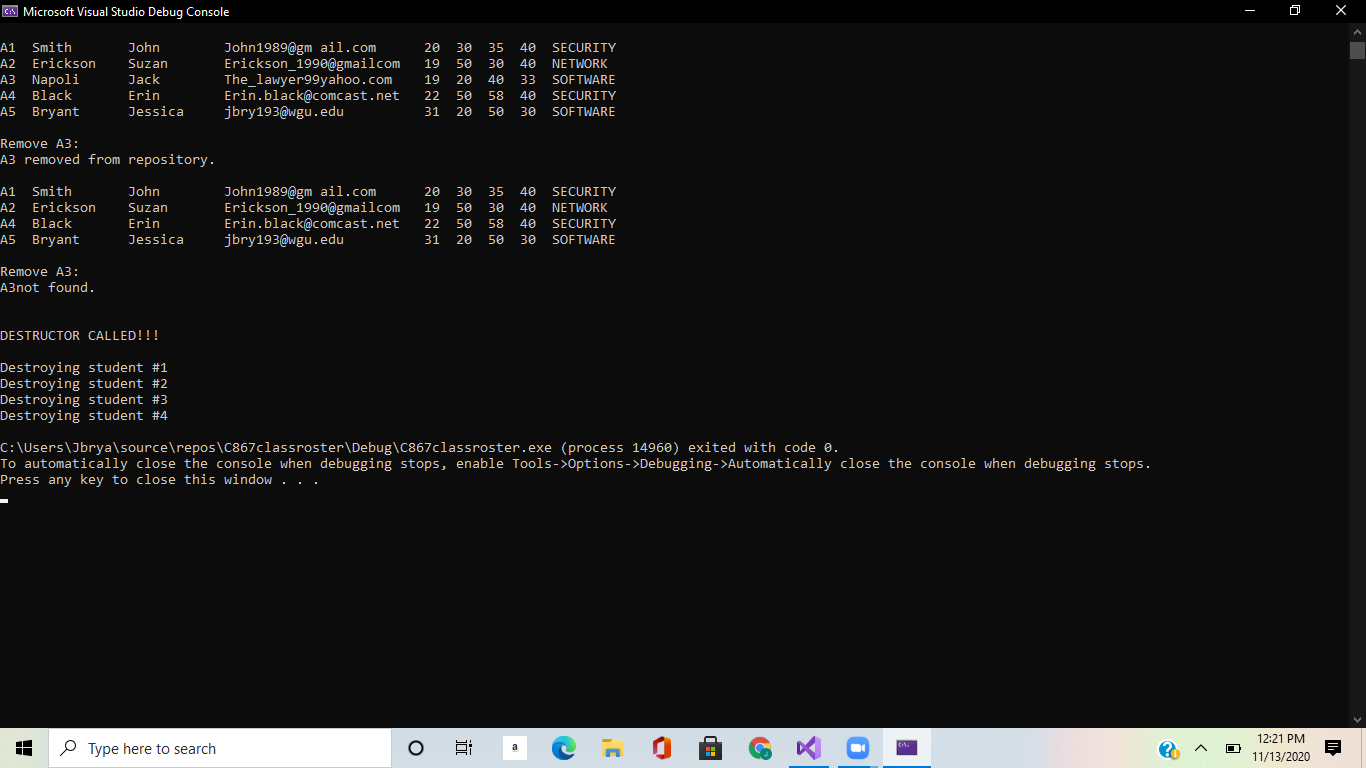 Microsoft Visual Studio Debug Console
A1  Smith       John        John1989@gm ail.com      20  30  35  40  SECURITY
A2  Erickson    Suzan       Erickson_1990@gmailcom   19  50  30  40  NETWORK
A3  Napoli      Jack        The_lawyer99yahoo.com    19  20  40  33  SOFTWARE
A4  Black       Erin        Erin.black@comcast.net   22  50  58  40  SECURITY
A5  Bryant      Jessica     jbry193@wgu.edu          31  20  50  30  SOFTWARE
Remove A3:
A3 removed from repository.
A1  Smith       John        John1989@gm ail.com      20  30  35  40  SECURITY
A2  Erickson    Suzan       Erickson_1990@gmailcom   19  50  30  40  NETWORK
A4  Black       Erin        Erin.black@comcast.net   22  50  58  40  SECURITY
A5  Bryant      Jessica     jbry193@wgu.edu          31  20  50  30  SOFTWARE
Remove A3:
A3not found.
DESTRUCTOR CALLED!!!
Destroying student #1
Destroying student #2
Destroying student #3
Destroying student #4
C:\Users\Jbrya\source\repos\C867classroster\Debug\C867classroster.exe (process 14960) exited with code 0.
To automatically close the console when debugging stops, enable Tools->Options->Debugging->Automatically close the console when debugging stops.
Press any key to close this window . . .
Type here to search
a
12:21 PM
11/13/2020